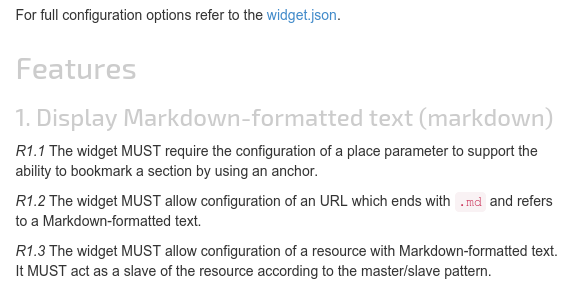 For full configuration options refer to the widget.json.
Features
1. Display Markdown-formatted text (markdown)
R1.1 The widget MUST require the configuration of a place parameter to support the
ability to bookmark a section by using an anchor.
R1.2 The widget MUST allow configuration of an URL which ends with .md and refers
to a Markdown-formatted text.
R1.3 The widget MUST allow configuration of a resource with Markdown-formatted text.
It MUST act as a slave of the resource according to the master/slave pattern.